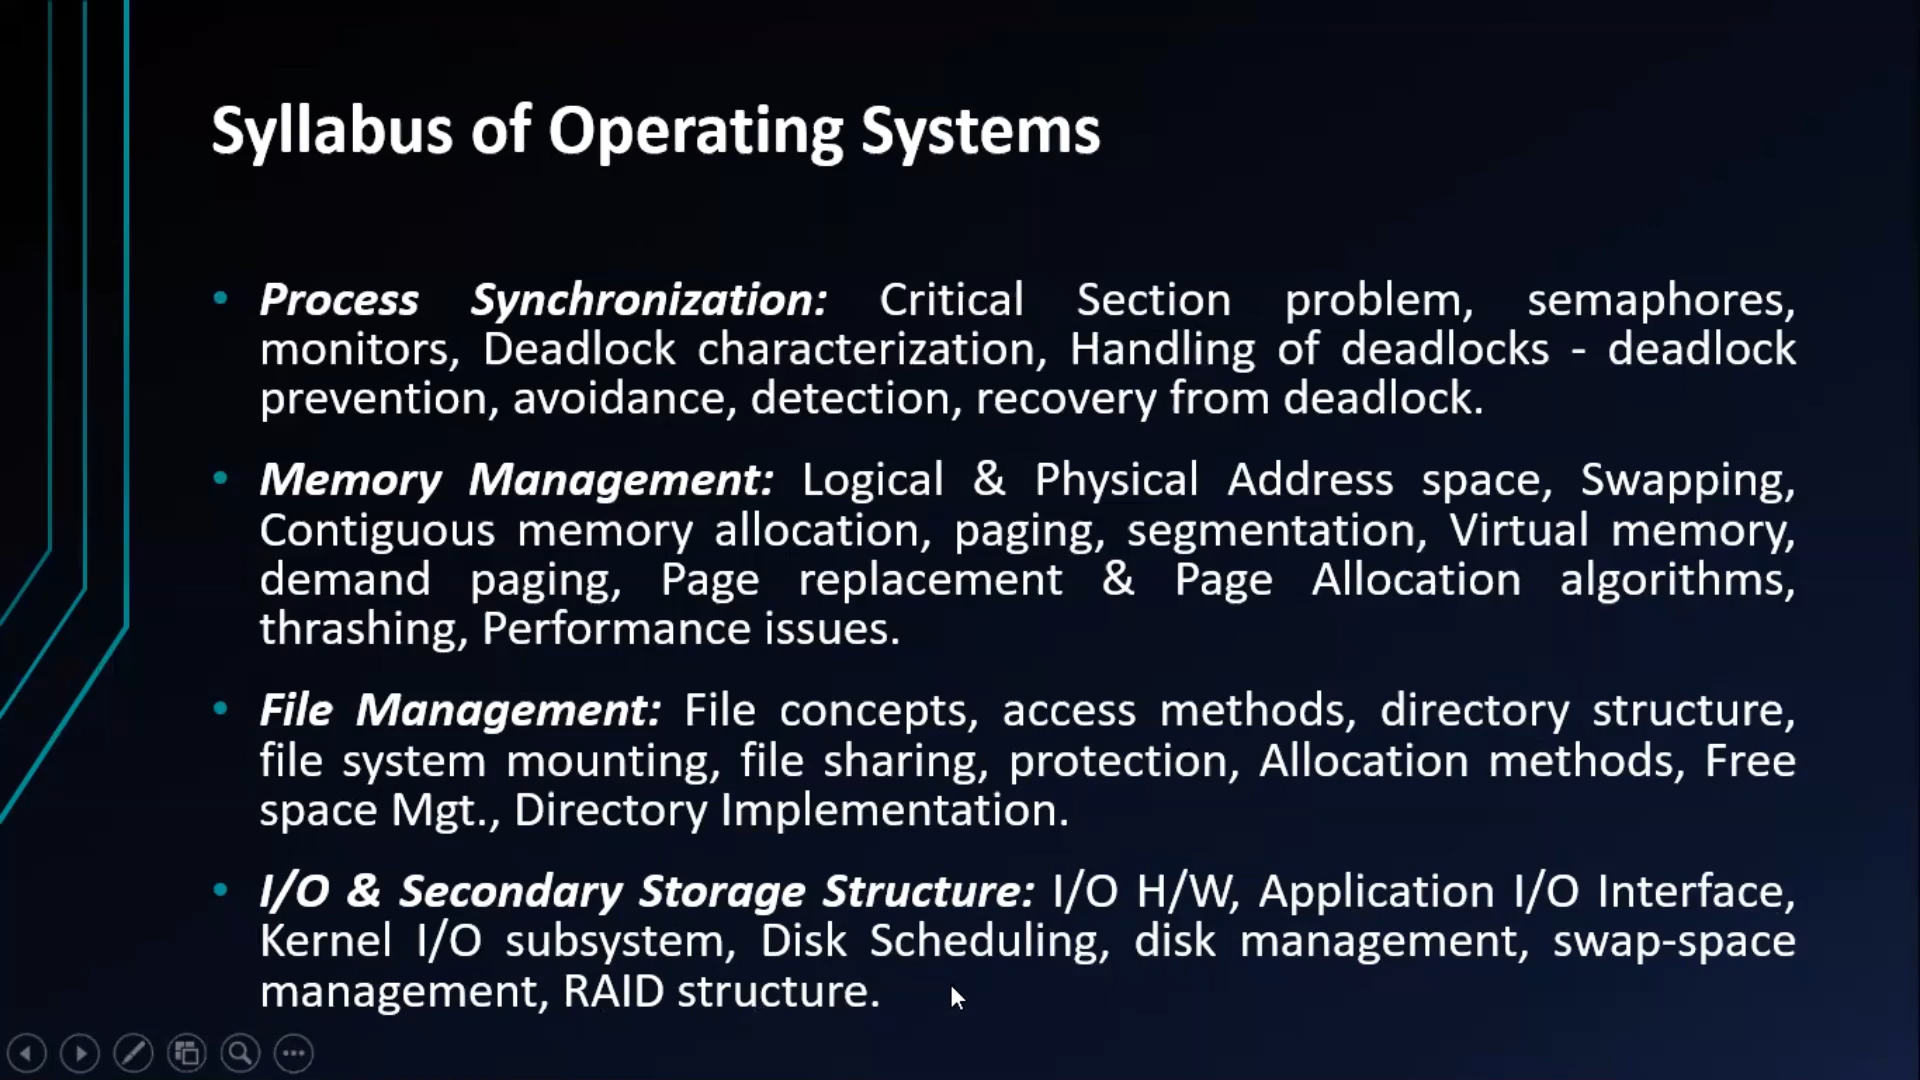 Syllabus of Operating Systems
• Process Synchronization: Critical Section problem, semaphores,
monitors, Deadlock characterization, Handling of deadlocks - deadlock
prevention, avoidance, detection, recovery from deadlock.
• Memory Management: Logical & Physical Address space, Swapping,
Contiguous memory allocation, paging, segmentation, Virtual memory,
demand paging, Page replacement & Page Allocation algorithms,
thrashing, Performance issues.
• File Management: File concepts, access methods, directory structure,
file system mounting, file sharing, protection, Allocation methods, Free
space Mgt., Directory Implementation.
• I/O & Secondary Storage Structure: I/O H/W, Application I/O Interface,
Kernel I/O subsystem, Disk Scheduling, disk management, swap-space
management, RAID structure.